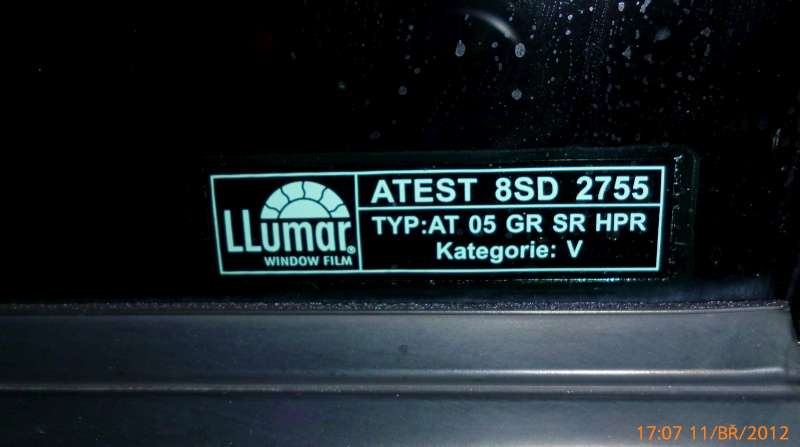 LLumar®
WINDOW FILM
ATEST 8SD 2755
TYP:AT 05 GR SR HPR
Kategorie: V
17:07 11/BŘ/2012